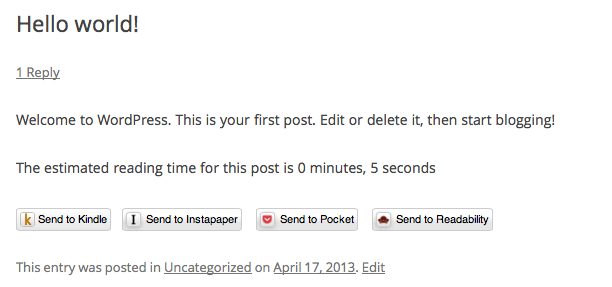 Hello world!
1 Reply
Welcome to WordPress. This is your first post. Edit or delete it, then start blogging!
The estimated reading time for this post is 0 minutes, 5 seconds
k Send to Kindle I Send to Instapaper Send to Pocket Send to Readability
This entry was posted in Uncategorized on April 17, 2013. Edit